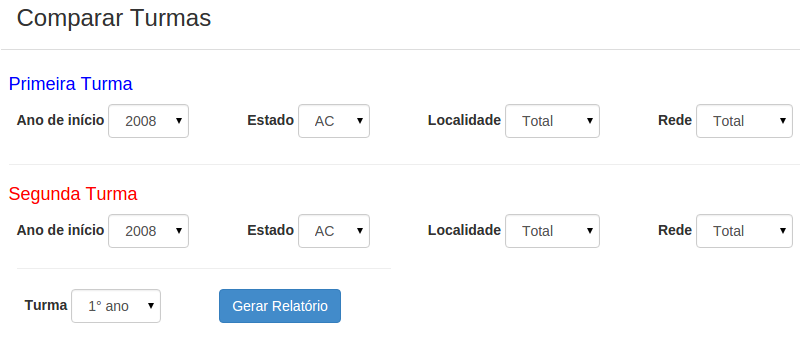 Comparar Turmas
Primeira Turma
Ano de início 2008 Estado AC Localidade Total Rede Total
Segunda Turma
Ano de início 2008 Estado AC Localidade Total Rede Total
Turma 1° ano Gerar Relatório